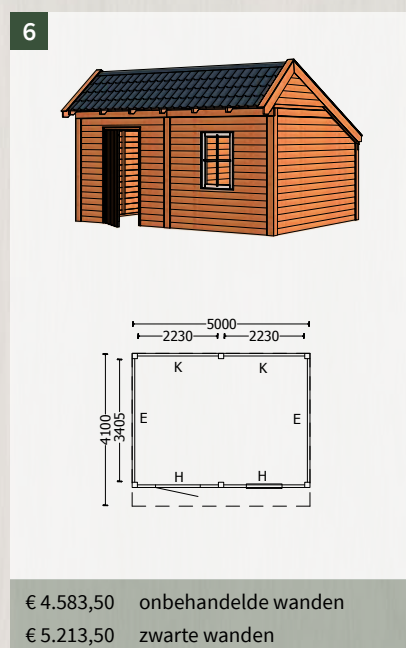 6
5000
2230 2230
K K
4100 3405 E E
H H
€ 4.583,50 onbehandelde wanden
€ 5.213,50 zwarte wanden